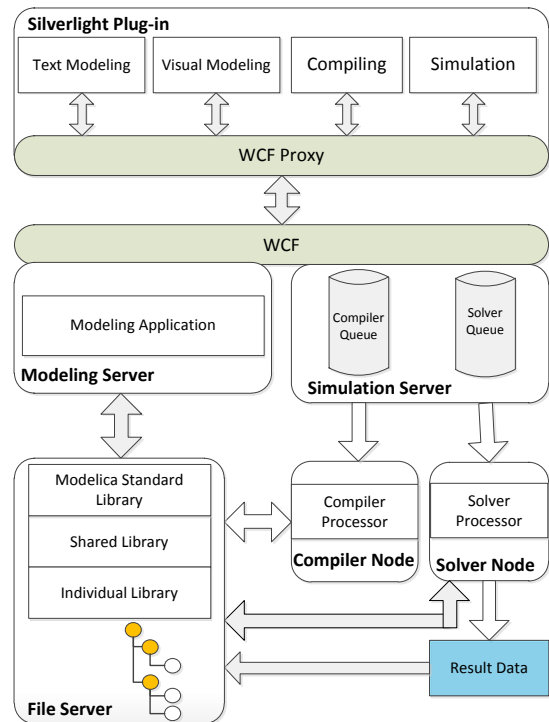 Silverlight Plug-in
Text Modeling
Visual Modeling
Compiling
Simulation
WCF Proxy
WCF
Modeling Application
Modeling Server
Compiler
Queue
Solver
Queue
Simulation Server
Modelica Standard
Library
Shared Library
Individual Library
File Server
Compiler
Processor
Compiler Node
Solver
Processor
Solver Node
Result Data